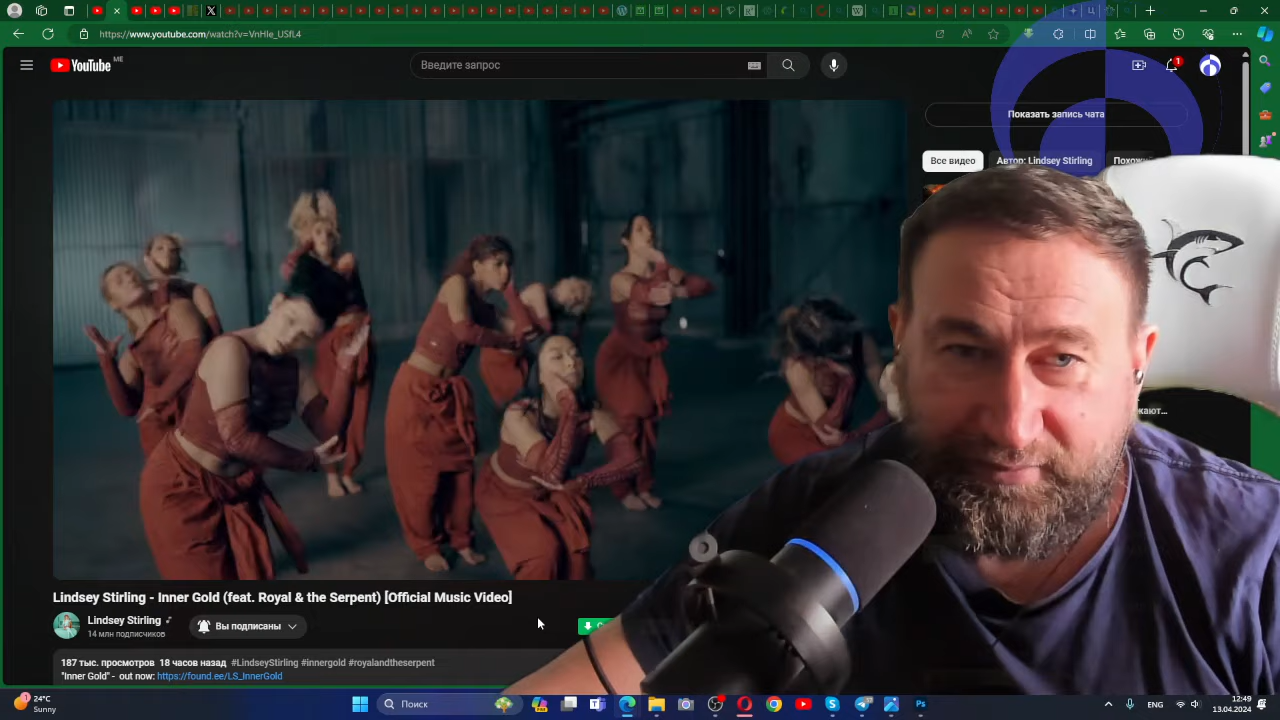 https://www.youtube.com/watch?v=VnHIe_USfL4
YouTube ME
Введите запрос
1
Показать запись чата
Все видео
Автор: Lindsey Stirling
Lindsey Stirling - Inner Gold (feat. Royal & the Serpent) [Official Music Video]
Lindsey Stirling
14 млн подписчиков
Вы подписаны
187 тыс. просмотров 18 часов назад #LindseyStirling #innergold #royalandtheserpent
"Inner Gold" - out now: https://found.ee/LS_InnerGold
24°C
Sunny
Поиск
ENG
12:49
13.04.2024